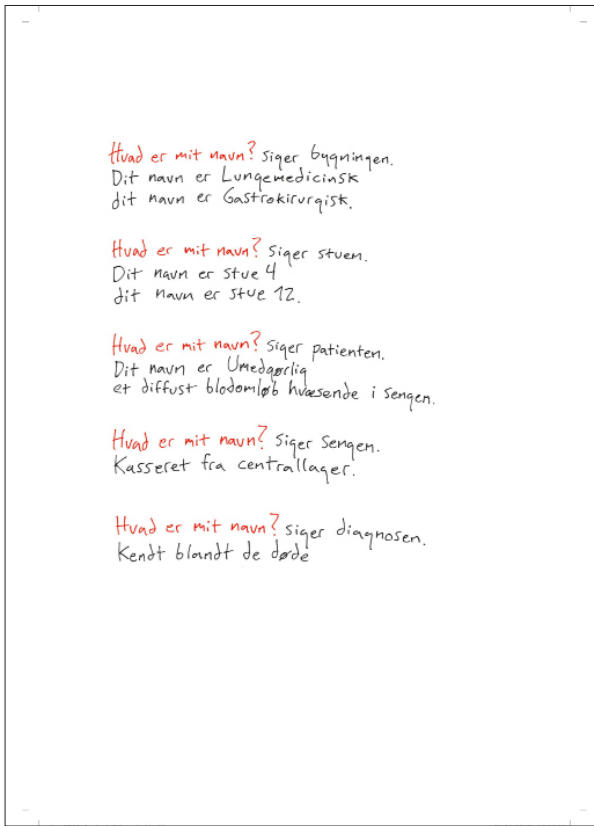 Hvad er mit navn? siger bygningen.
Dit navn er Lungemedicinsk
dit navn er Gastrokirurgisk.
Hvad er mit navn? siger stuen.
Dit navn er stue 4
dit navn er stue 12.
Hvad er mit navn? siger patienten.
Dit navn er Umedgørlig
et diffust blodomløb hvæsende i sengen.
Hvad er mit navn? siger sengen.
Kasseret fra centrallager.
Hvad er mit navn? siger diagnosen.
Kendt blandt de døde